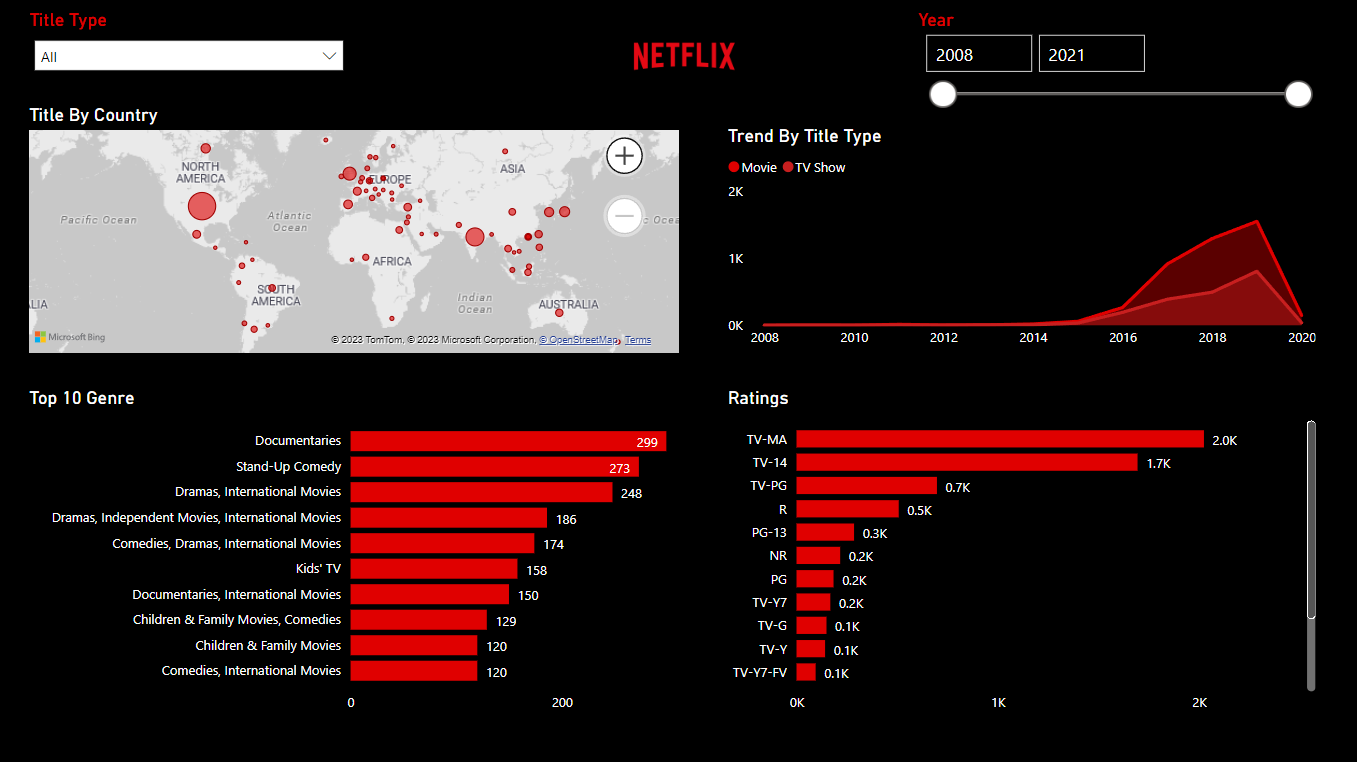 Title Type
All
NETFLIX
Year
2008
2021
Title By Country
NORTH
AMERICA
EUROPE
ASIA
Pacific Ocean
Atlantic
Ocean
AFRICA
SOUTH
AMERICA
Indian
Ocean
AUSTRALIA
LIA
c Ocean
Microsoft Bing
© 2023 TomTom, © 2023 Microsoft Corporation, © OpenStreetMap Terms
Trend By Title Type
Movie TV Show
2K
1K
0K
2008 2010 2012 2014 2016 2018 2020
Top 10 Genre
Documentaries 299
Stand-Up Comedy 273
Dramas, International Movies 248
Dramas, Independent Movies, International Movies 186
Comedies, Dramas, International Movies 174
Kids' TV 158
Documentaries, International Movies 150
Children & Family Movies, Comedies 129
Children & Family Movies 120
Comedies, International Movies 120
0 200
Ratings
TV-MA 2.0K
TV-14 1.7K
TV-PG 0.7K
R 0.5K
PG-13 0.3K
NR 0.2K
PG 0.2K
TV-Y7 0.2K
TV-G 0.1K
TV-Y 0.1K
TV-Y7-FV 0.1K
0K 1K 2K